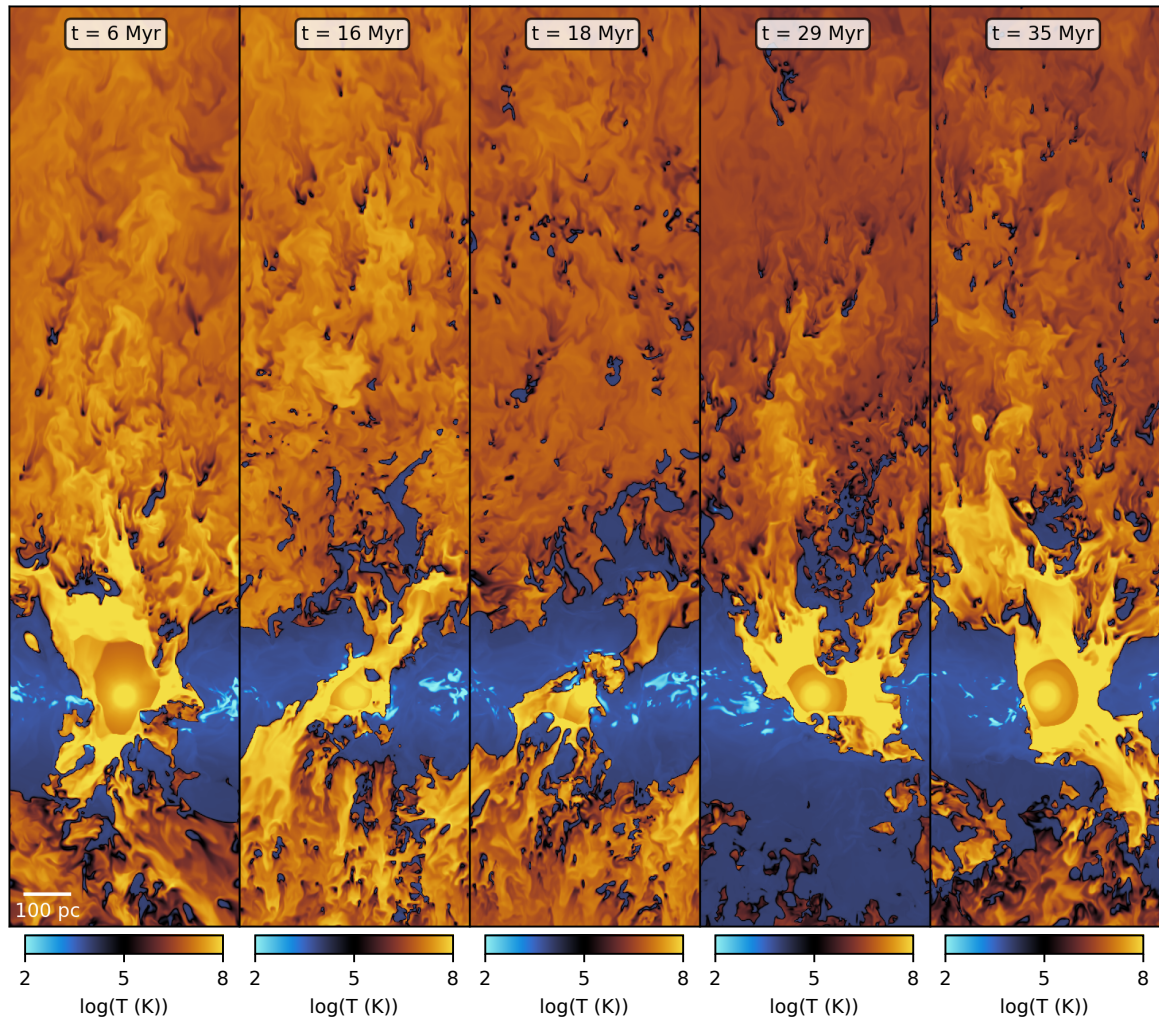 t = 6 Myr
t = 16 Myr
t = 18 Myr
t = 29 Myr
t = 35 Myr
100 pc
2 5 8
2 5 8
2 5 8
2 5 8
2 5 8
log(T (K))
log(T (K))
log(T (K))
log(T (K))
log(T (K))